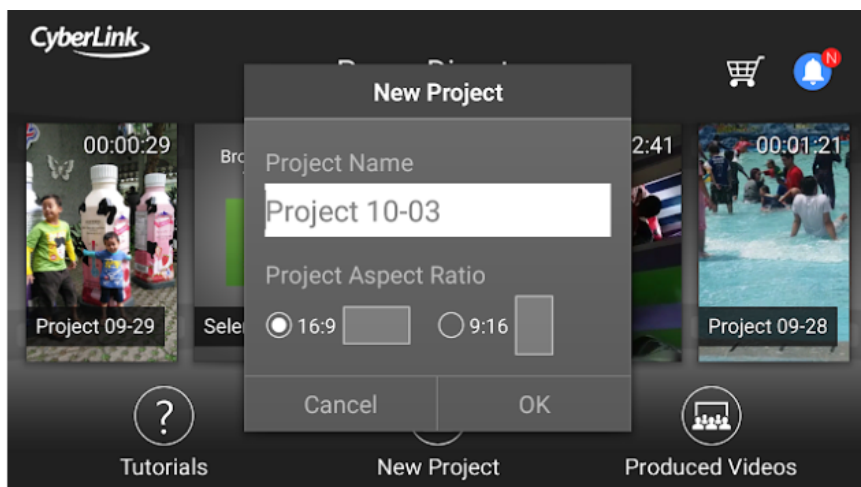 CyberLink
N
New Project
00:00:29
2:41
00:01:21
Project Name
Project 10-03
Project Aspect Ratio
16:9
9:16
Project 09-29
Project 09-28
Cancel
OK
?
Tutorials
New Project
Produced Videos